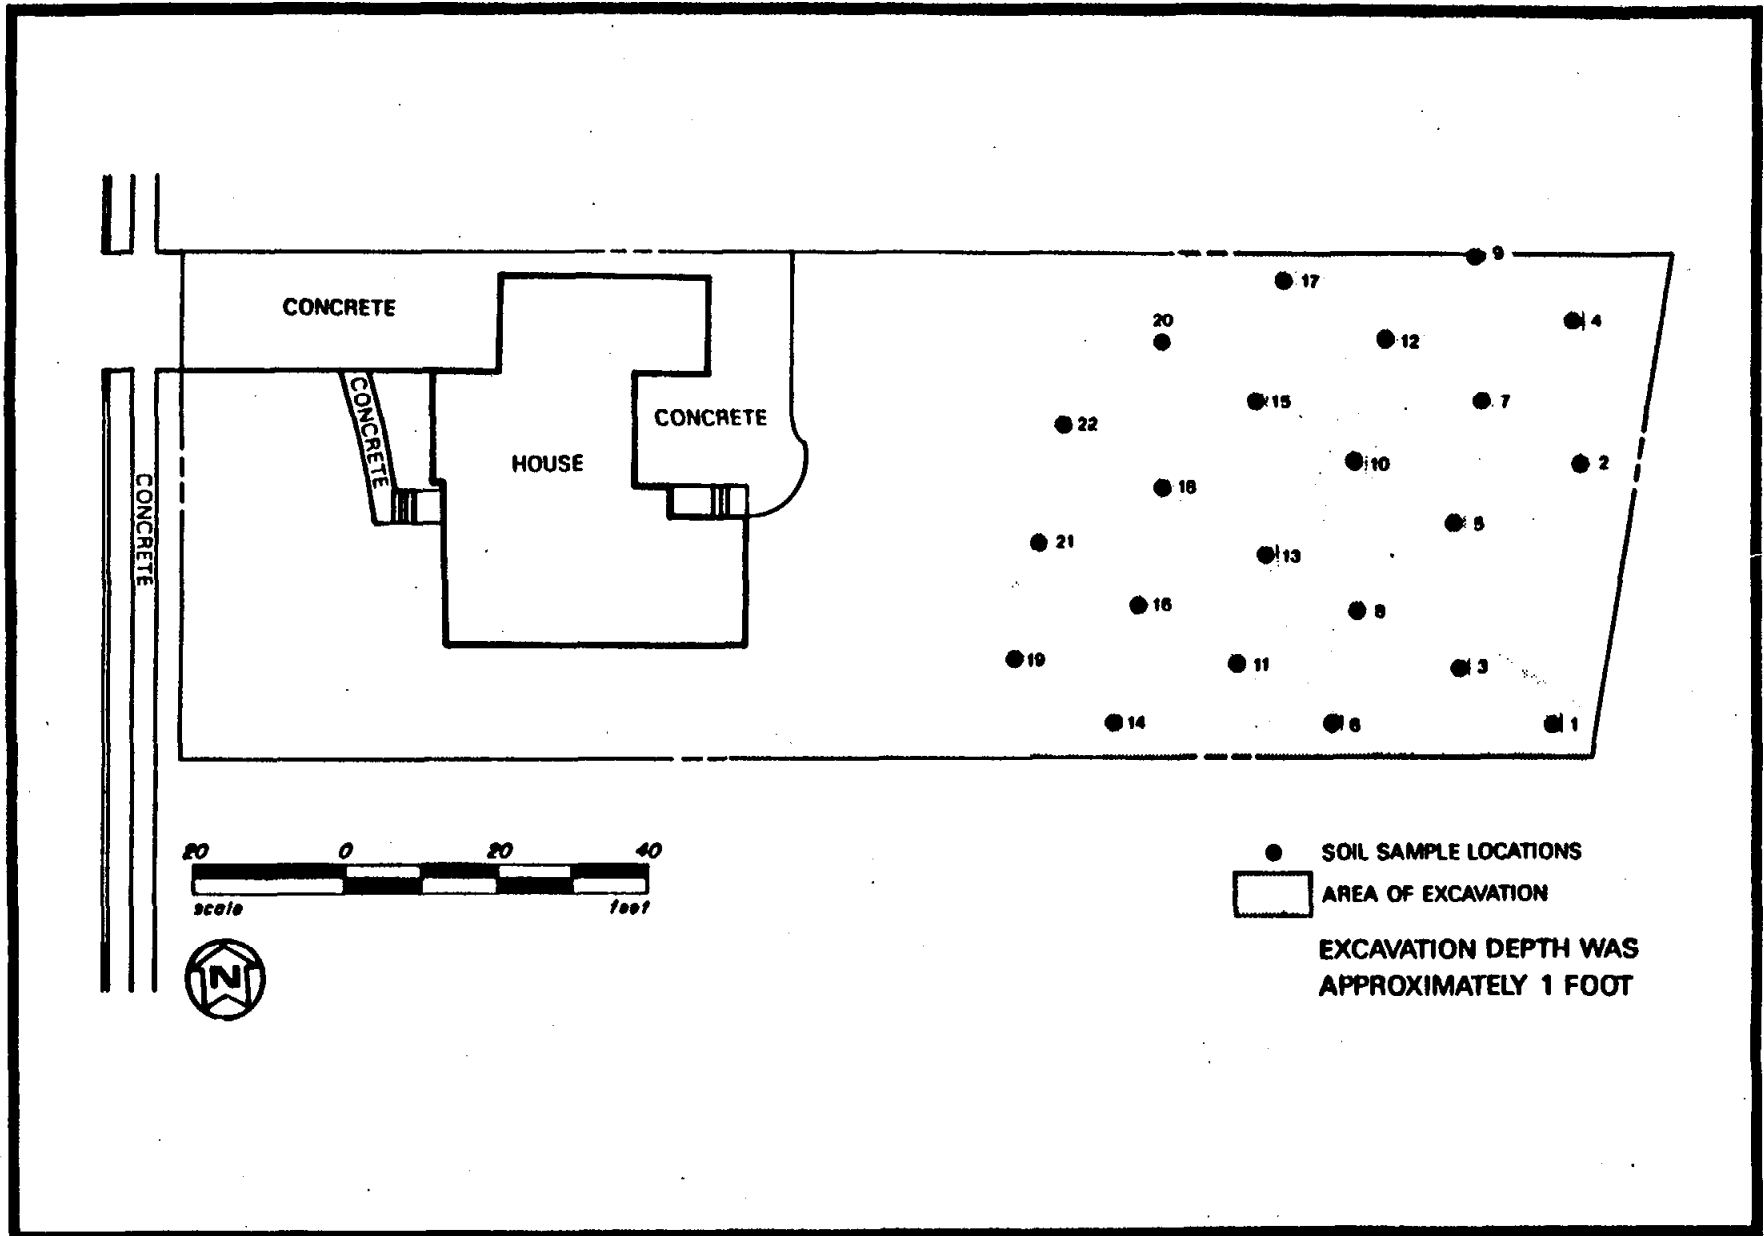 9
17
4
20
12
CONCRETE
15
7
CONCRETE
CONCRETE
22
HOUSE
10
2
CONCRETE
18
5
21
13
16
8
19
11
3
14
6
1
20 0 20 40
scale feet
N
SOIL SAMPLE LOCATIONS
AREA OF EXCAVATION
EXCAVATION DEPTH WAS
APPROXIMATELY 1 FOOT